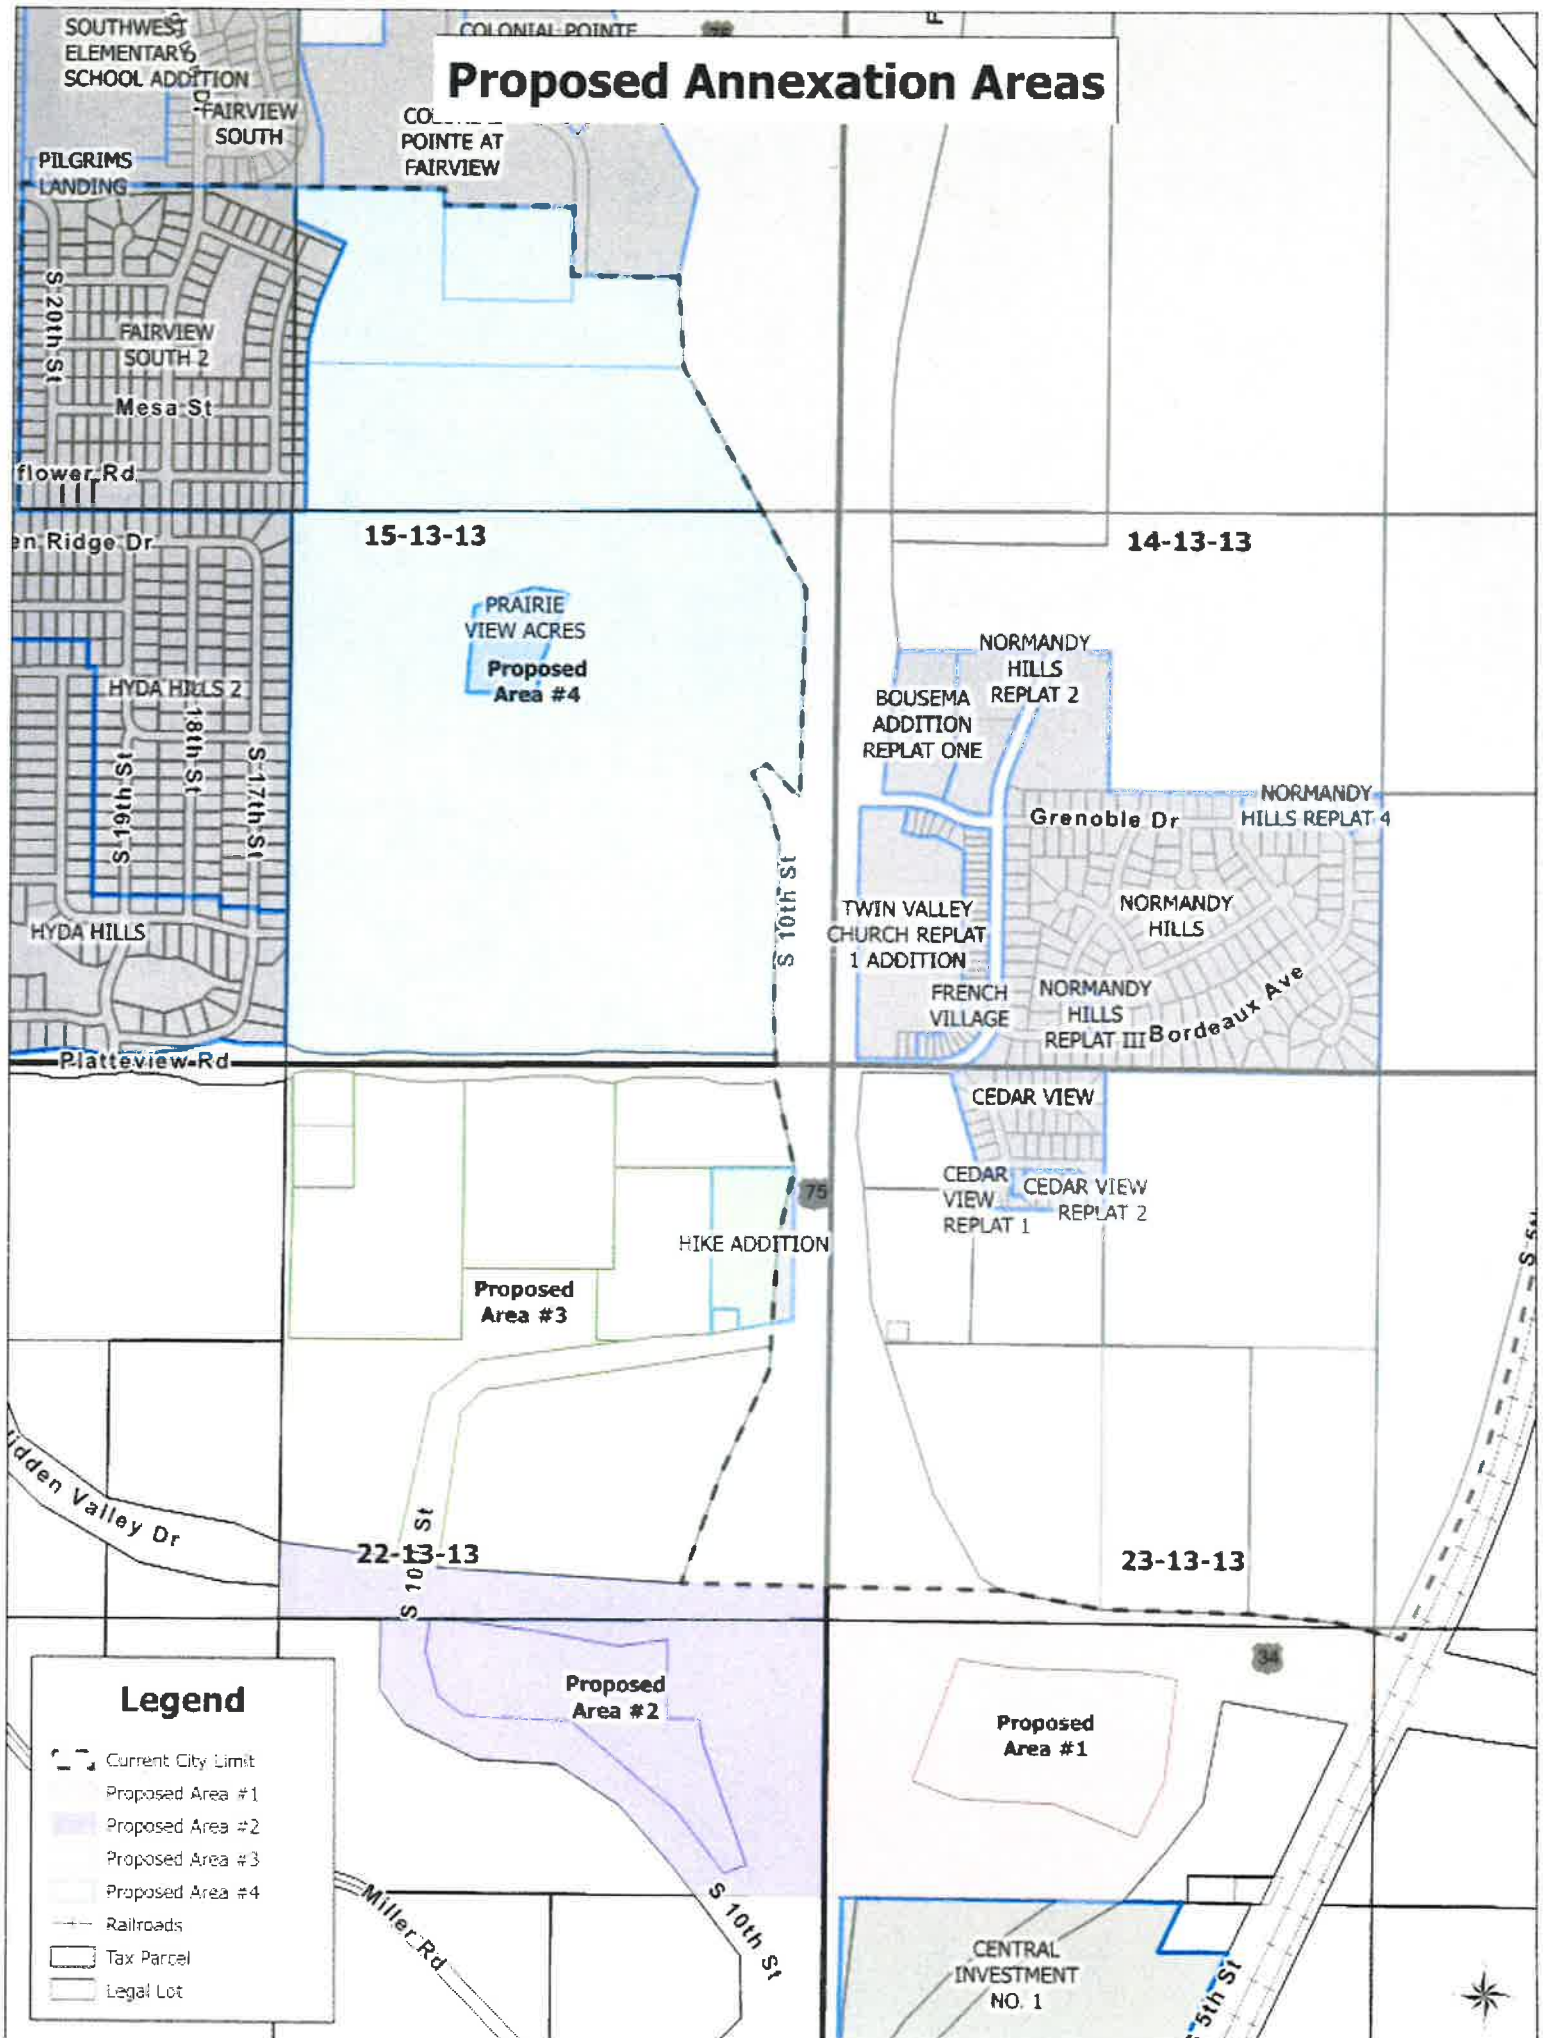 Proposed Annexation Areas
SOUTHWEST
ELEMENTARY
SCHOOL ADDITION
COLONIAL POINTE
FAIRVIEW
SOUTH
POINTE AT
FAIRVIEW
PILGRIMS
LANDING
S 20th St
FAIRVIEW
SOUTH 2
Mesa St
flower Rd
en Ridge Dr
15-13-13
14-13-13
PRAIRIE
VIEW ACRES
Proposed
Area #4
NORMANDY
HILLS
REPLAT 2
BOUSEMA
ADDITION
REPLAT ONE
HYDA HILLS 2
18th St
S 19th St
S 17th St
Grenoble Dr
NORMANDY
HILLS REPLAT 4
S 10th St
TWIN VALLEY
CHURCH REPLAT
1 ADDITION
NORMANDY
HILLS
HYDA HILLS
FRENCH
VILLAGE
NORMANDY
HILLS
REPLAT III
Bordeaux Ave
Platteview Rd
CEDAR VIEW
75
CEDAR
VIEW
REPLAT 1
CEDAR VIEW
REPLAT 2
HIKE ADDITION
Proposed
Area #3
S 5th
idden Valley Dr
S 10th St
22-13-13
23-13-13
34
Proposed
Area #2
Proposed
Area #1
Legend
Current City Limit
Proposed Area #1
Proposed Area #2
Proposed Area #3
Proposed Area #4
Railroads
Tax Parcel
Legal Lot
Miller Rd
S 10th St
CENTRAL
INVESTMENT
NO. 1
S 5th St